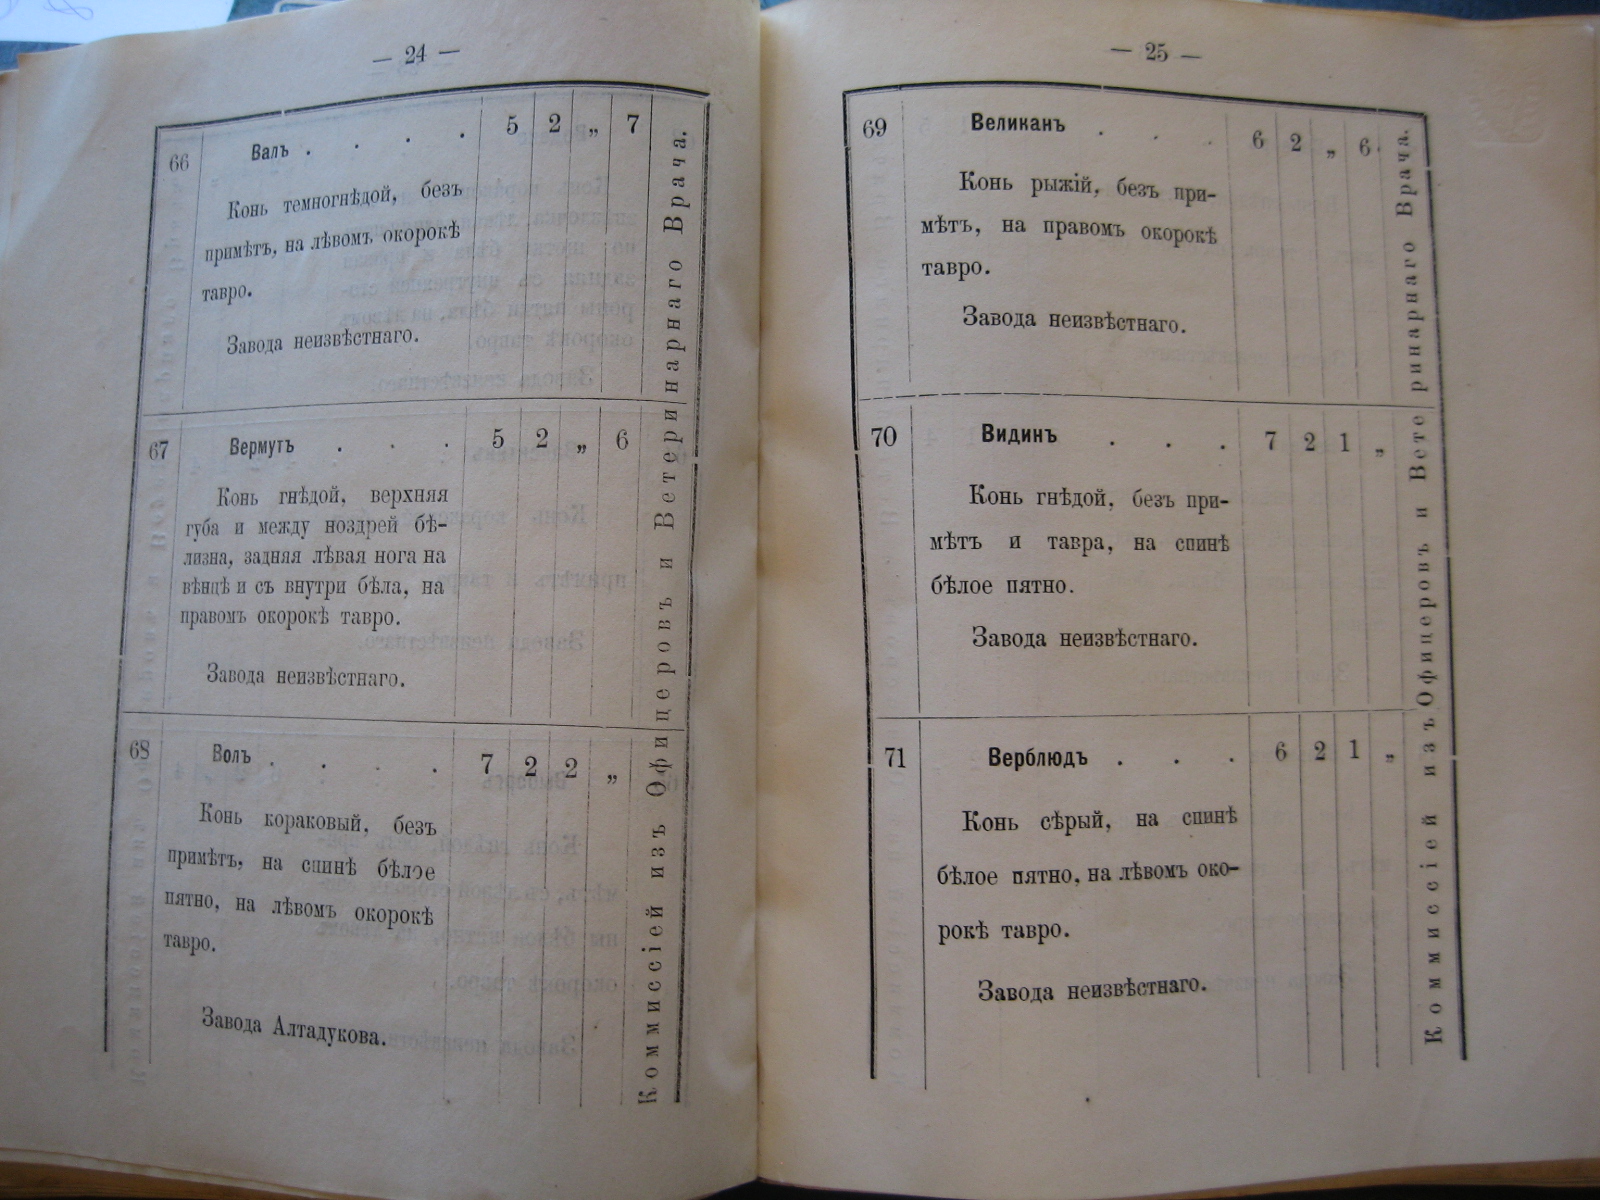 — 24 —
66 Валъ . . . . 5 2 „ 7
Конь темногнѣдой, безъ
примѣтъ, на лѣвомъ окорокѣ
тавро.
Завода неизвѣстнаго.
67 Вермутъ . . . 5 2 „ 6
Конь гнѣдой, верхняя
губа и между ноздрей бѣ-
лизна, задняя лѣвая нога на
вѣнцѣ и съ внутри бѣла, на
правомъ окорокѣ тавро.
Завода неизвѣстнаго.
68 Волъ . . . . 7 2 2 „
Конь кораковый, безъ
примѣтъ, на спинѣ бѣлое
пятно, на лѣвомъ окорокѣ
тавро.
Завода Алтадукова.
Коммиссіей изъ Офицеровъ и Ветеринарнаго Врача.
— 25 —
69 Великанъ . . . 6 2 „ 6
Конь рыжій, безъ при-
мѣтъ, на правомъ окорокѣ
тавро.
Завода неизвѣстнаго.
70 Видинъ . . . 7 2 1 „
Конь гнѣдой, безъ при-
мѣтъ и тавра, на спинѣ
бѣлое пятно.
Завода неизвѣстнаго.
71 Верблюдъ . . . 6 2 1 „
Конь сѣрый, на спинѣ
бѣлое пятно, на лѣвомъ око-
рокѣ тавро.
Завода неизвѣстнаго.
Коммиссіей изъ Офицеровъ и Ветеринарнаго Врача.